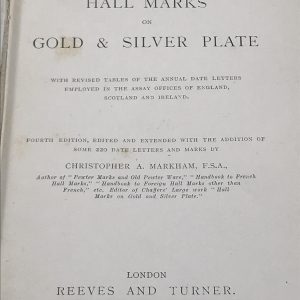 HALL MARKS
ON
GOLD & SILVER PLATE
WITH REVISED TABLES OF THE ANNUAL DATE LETTERS
EMPLOYED IN THE ASSAY OFFICES OF ENGLAND,
SCOTLAND AND IRELAND.
FOURTH EDITION, EDITED AND EXTENDED WITH THE ADDITION OF
SOME 320 DATE LETTERS AND MARKS BY
CHRISTOPHER A. MARKHAM, F.S.A.,
Author of "Pewter Marks and Old Pewter Ware," "Handbook to French
Hall Marks," "Handbook to Foreign Hall Marks other than
French," etc. Editor of Chaffers' Large work "Hall
Marks on Gold and Silver Plate."
LONDON
REEVES AND TURNER.